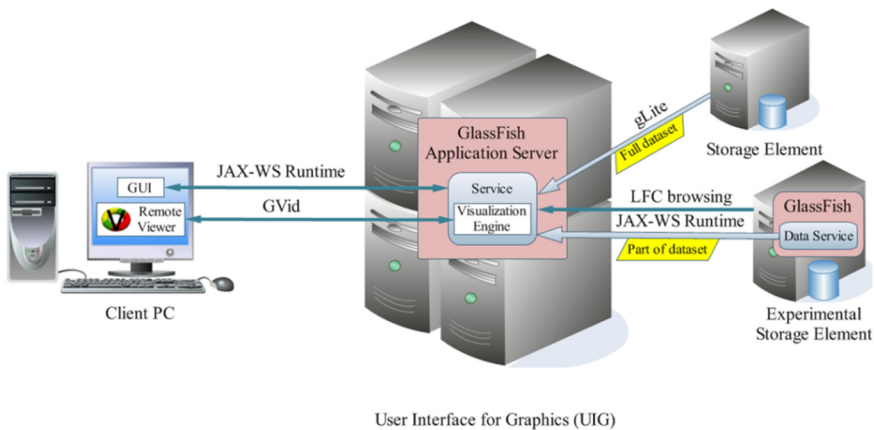 GlassFish
Application Server
gLite
Full dataset
Storage Element
JAX-WS Runtime
GUI
Service
LFC browsing
GlassFish
GVid
V Remote
Viewer
Visualization
Engine
JAX-WS Runtime
Data Service
Part of dataset
Client PC
Experimental
Storage Element
User Interface for Graphics (UIG)